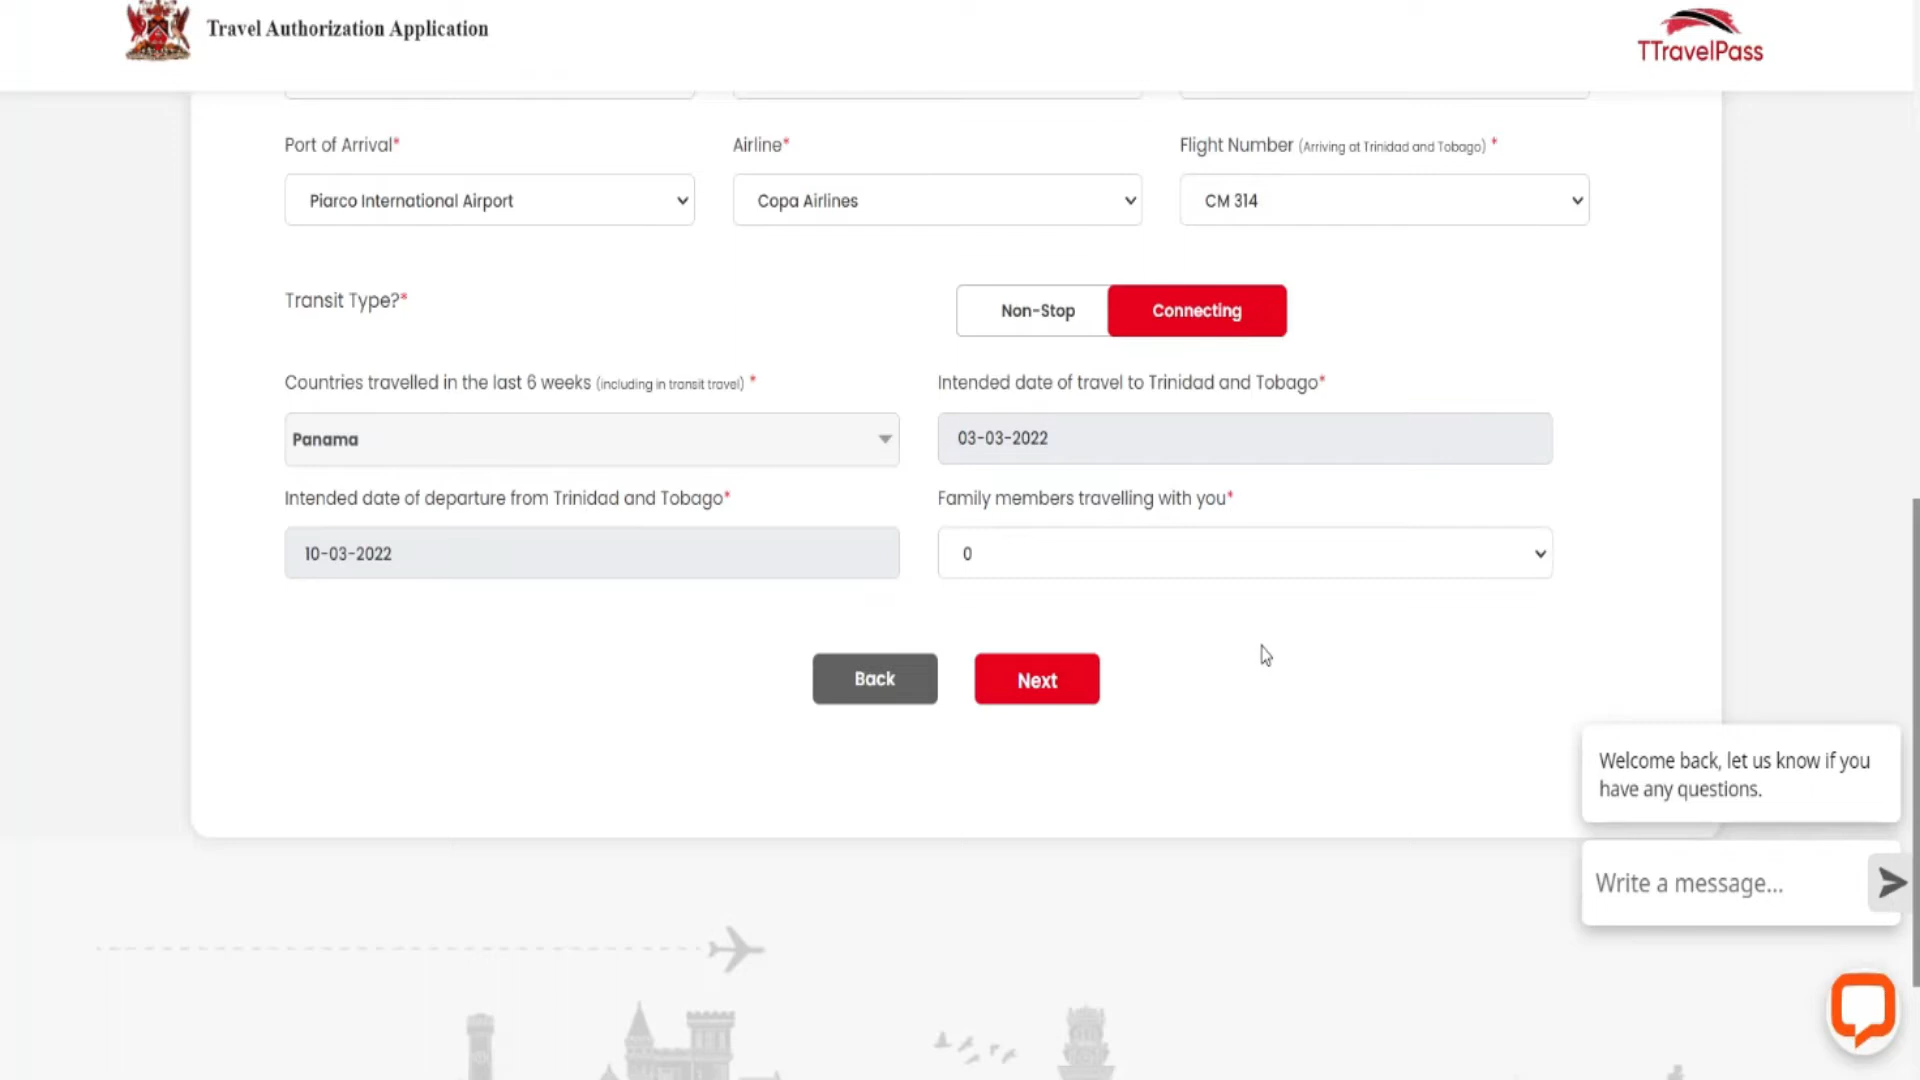 Travel Authorization Application
TTravelPass
Port of Arrival*
Airline*
Flight Number (Arriving at Trinidad and Tobago) *
Piarco International Airport
Copa Airlines
CM 314
Transit Type?*
Non-Stop
Connecting
Countries travelled in the last 6 weeks (including in transit travel) *
Intended date of travel to Trinidad and Tobago*
Panama
03-03-2022
Intended date of departure from Trinidad and Tobago*
Family members travelling with you*
10-03-2022
0
Back
Next
Welcome back, let us know if you
have any questions.
Write a message...